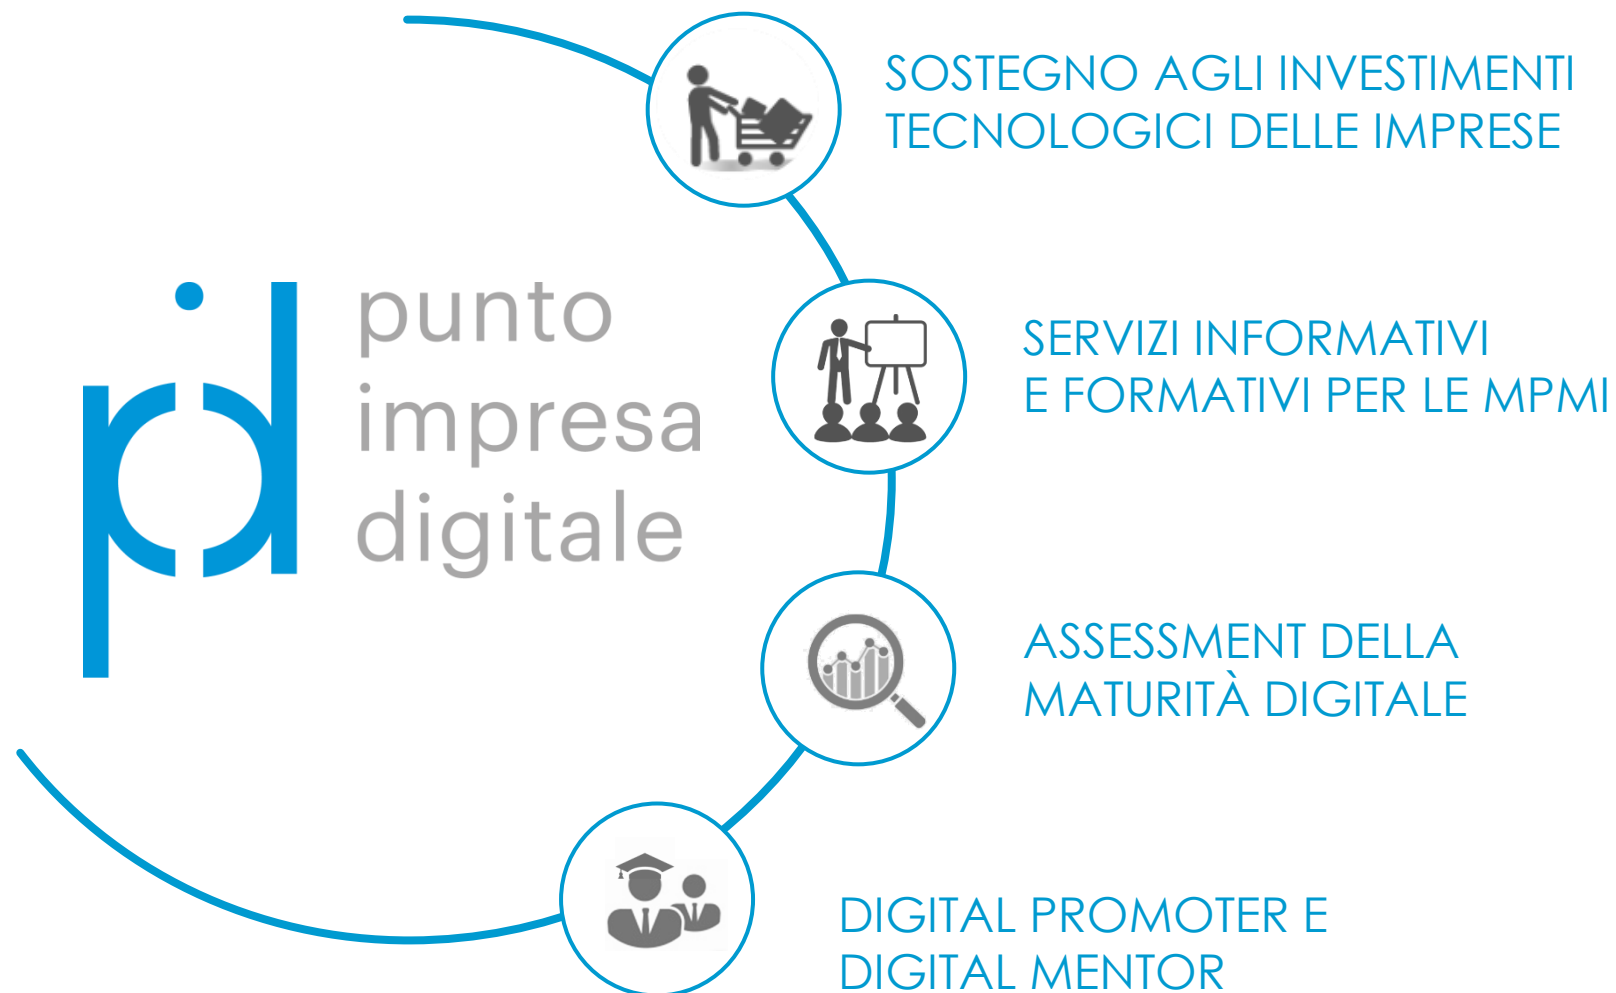 SOSTEGNO AGLI INVESTIMENTI
TECNOLOGICI DELLE IMPRESE
pid
punto
impresa
digitale
SERVIZI INFORMATIVI
E FORMATIVI PER LE MPMI
ASSESSMENT DELLA
MATURITÀ DIGITALE
DIGITAL PROMOTER E
DIGITAL MENTOR